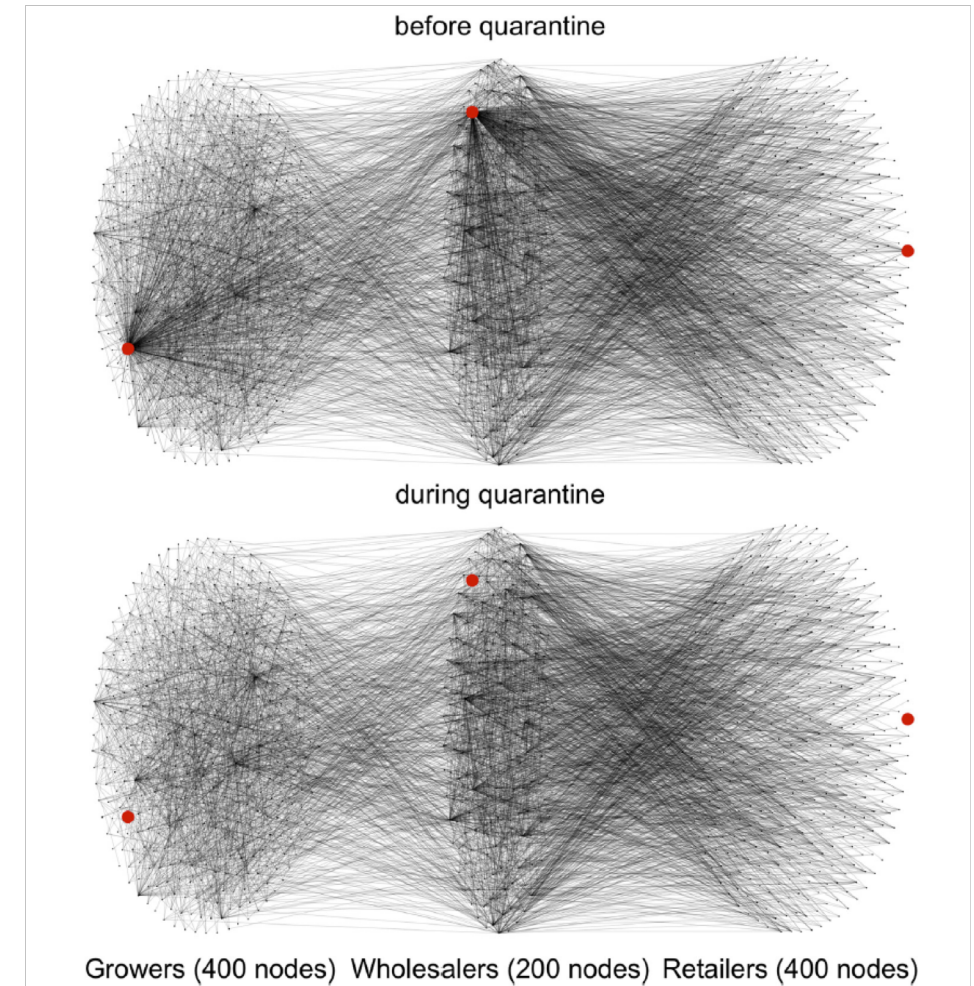 before quarantine
during quarantine
Growers (400 nodes) Wholesalers (200 nodes) Retailers (400 nodes)